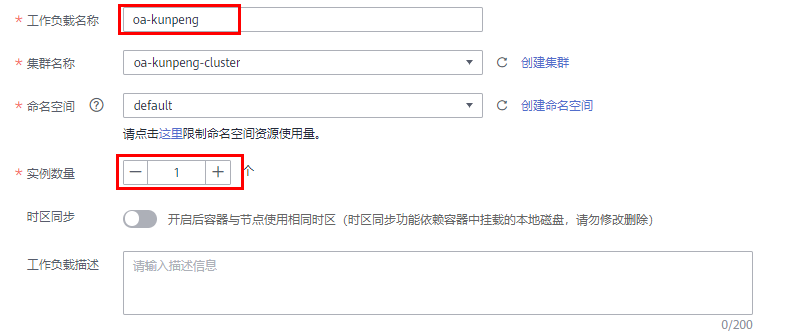 * 工作负载名称 oa-kunpeng
* 集群名称 oa-kunpeng-cluster 创建集群
* 命名空间 ? default 创建命名空间
请点击这里限制命名空间资源使用量。
* 实例数量 − 1 + 个
时区同步 开启后容器与节点使用相同时区（时区同步功能依赖容器中挂载的本地磁盘，请勿修改删除）
工作负载描述 请输入描述信息
0/200